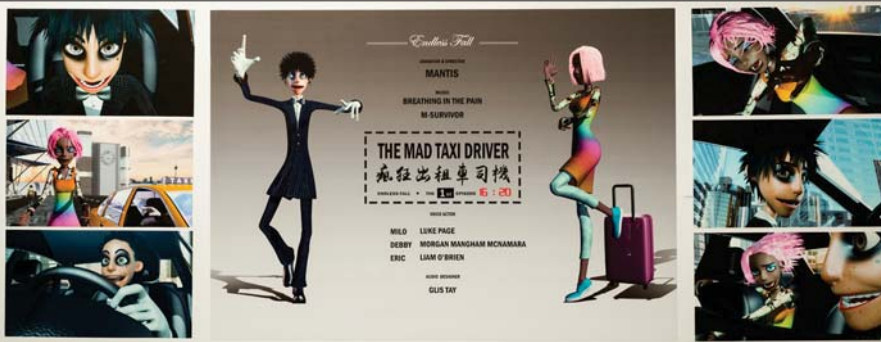 Endless Fall
ANIMATOR & DIRECTOR
MANTIS
MUSIC
BREATHING IN THE PAIN
M-SURVIVOR
THE MAD TAXI DRIVER
瘋狂出租車司機
ENDLESS FALL • THE 1ST EPISODE 16:20
VOICE ACTOR
MILO LUKE PAGE
DEBBY MORGAN MANGHAM MCNAMARA
ERIC LIAM O'BRIEN
AUDIO DESIGNER
GLIS TAY